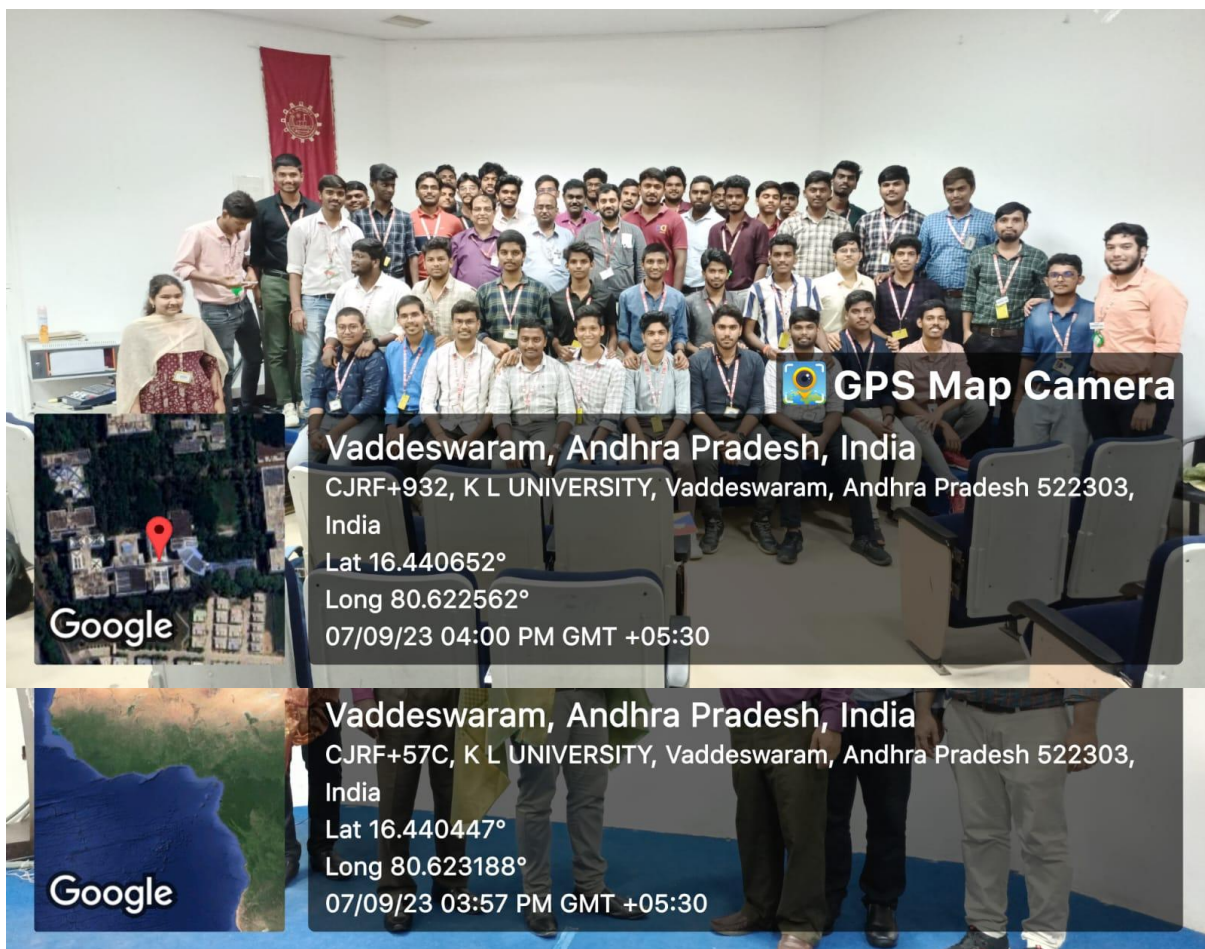 GPS Map Camera
Vaddeswaram, Andhra Pradesh, India
CJRF+932, K L UNIVERSITY, Vaddeswaram, Andhra Pradesh 522303,
India
Lat 16.440652°
Long 80.622562°
07/09/23 04:00 PM GMT +05:30
Google
Vaddeswaram, Andhra Pradesh, India
CJRF+57C, K L UNIVERSITY, Vaddeswaram, Andhra Pradesh 522303,
India
Lat 16.440447°
Long 80.623188°
07/09/23 03:57 PM GMT +05:30
Google